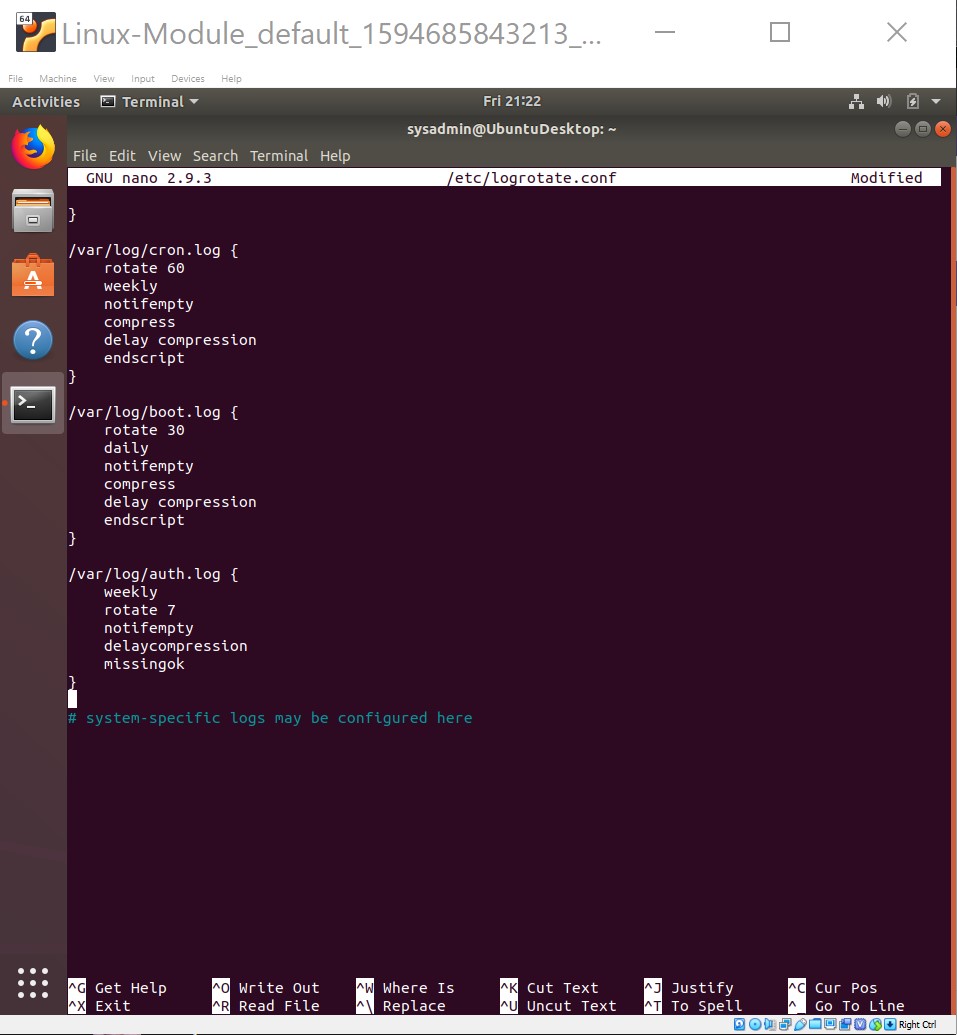 64
Linux-Module_default_1594685843213_...
File Machine View Input Devices Help
Activities Terminal Fri 21:22
sysadmin@UbuntuDesktop: ~
File Edit View Search Terminal Help
GNU nano 2.9.3 /etc/logrotate.conf Modified
}
/var/log/cron.log {
rotate 60
weekly
notifempty
compress
delay compression
endscript
}
/var/log/boot.log {
rotate 30
daily
notifempty
compress
delay compression
endscript
}
/var/log/auth.log {
weekly
rotate 7
notifempty
delaycompression
missingok
}
# system-specific logs may be configured here
^G Get Help ^O Write Out ^W Where Is ^K Cut Text ^J Justify ^C Cur Pos
^X Exit ^R Read File ^\ Replace ^U Uncut Text ^T To Spell ^_ Go To Line
Right Ctrl